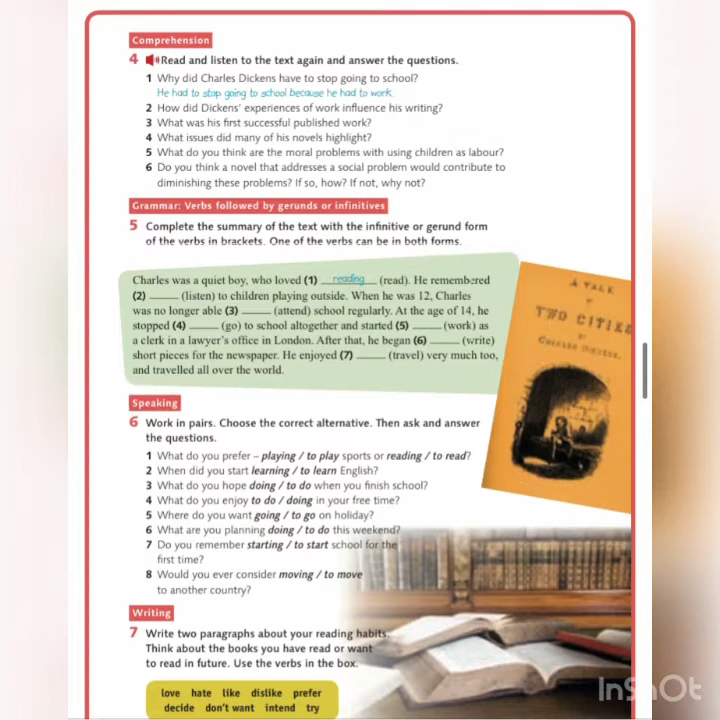 Comprehension
4 Read and listen to the text again and answer the questions.
1 Why did Charles Dickens have to stop going to school?
He had to stop going to school because he had to work.
2 How did Dickens' experiences of work influence his writing?
3 What was his first successful published work?
4 What issues did many of his novels highlight?
5 What do you think are the moral problems with using children as labour?
6 Do you think a novel that addresses a social problem would contribute to
diminishing these problems? If so, how? If not, why not?
Grammar: Verbs followed by gerunds or infinitives
5 Complete the summary of the text with the infinitive or gerund form
of the verbs in brackets. One of the verbs can be in both forms.
Charles was a quiet boy, who loved (1) reading (read). He remembered
(2) ______ (listen) to children playing outside. When he was 12, Charles
was no longer able (3) ______ (attend) school regularly. At the age of 14, he
stopped (4) ______ (go) to school altogether and started (5) ______ (work) as
a clerk in a lawyer's office in London. After that, he began (6) ______ (write)
short pieces for the newspaper. He enjoyed (7) ______ (travel) very much too,
and travelled all over the world.
A TALE
OF
TWO CITIES
CHARLES DICKENS.
Speaking
6 Work in pairs. Choose the correct alternative. Then ask and answer
the questions.
1 What do you prefer – playing / to play sports or reading / to read?
2 When did you start learning / to learn English?
3 What do you hope doing / to do when you finish school?
4 What do you enjoy to do / doing in your free time?
5 Where do you want going / to go on holiday?
6 What are you planning doing / to do this weekend?
7 Do you remember starting / to start school for the
first time?
8 Would you ever consider moving / to move
to another country?
Writing
7 Write two paragraphs about your reading habits.
Think about the books you have read or want
to read in future. Use the verbs in the box.
love hate like dislike prefer
decide don't want intend try
InShOt